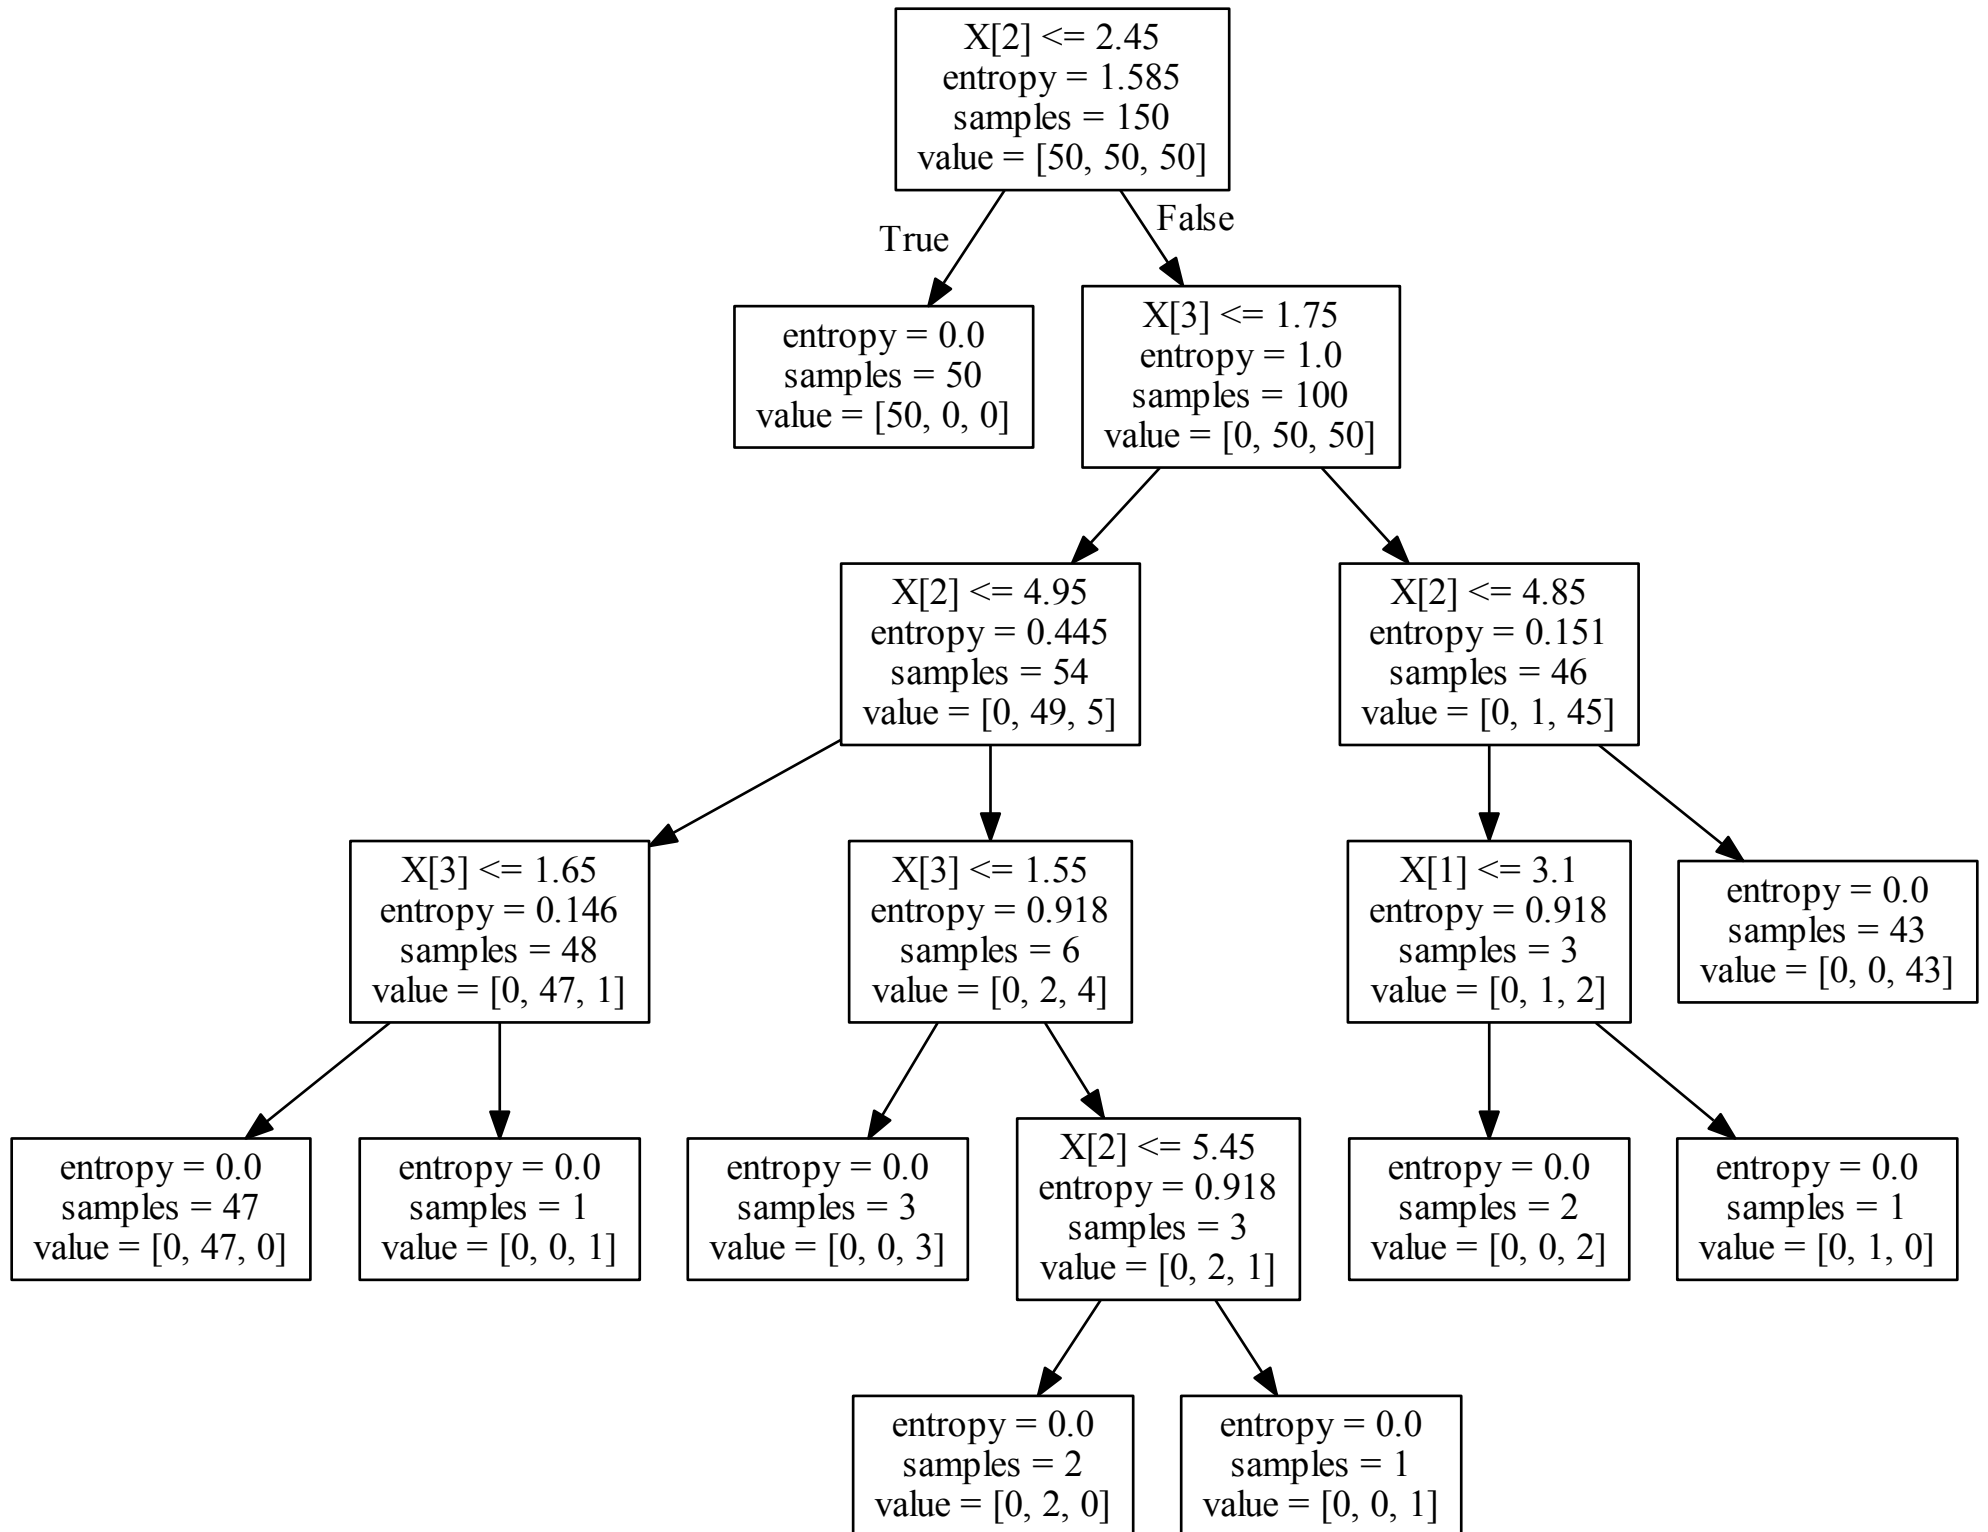 X[2] <= 2.45
entropy = 1.585
samples = 150
value = [50, 50, 50]
True
False
entropy = 0.0
samples = 50
value = [50, 0, 0]
X[3] <= 1.75
entropy = 1.0
samples = 100
value = [0, 50, 50]
X[2] <= 4.95
entropy = 0.445
samples = 54
value = [0, 49, 5]
X[2] <= 4.85
entropy = 0.151
samples = 46
value = [0, 1, 45]
X[3] <= 1.65
entropy = 0.146
samples = 48
value = [0, 47, 1]
X[3] <= 1.55
entropy = 0.918
samples = 6
value = [0, 2, 4]
X[1] <= 3.1
entropy = 0.918
samples = 3
value = [0, 1, 2]
entropy = 0.0
samples = 43
value = [0, 0, 43]
entropy = 0.0
samples = 47
value = [0, 47, 0]
entropy = 0.0
samples = 1
value = [0, 0, 1]
entropy = 0.0
samples = 3
value = [0, 0, 3]
X[2] <= 5.45
entropy = 0.918
samples = 3
value = [0, 2, 1]
entropy = 0.0
samples = 2
value = [0, 0, 2]
entropy = 0.0
samples = 1
value = [0, 1, 0]
entropy = 0.0
samples = 2
value = [0, 2, 0]
entropy = 0.0
samples = 1
value = [0, 0, 1]